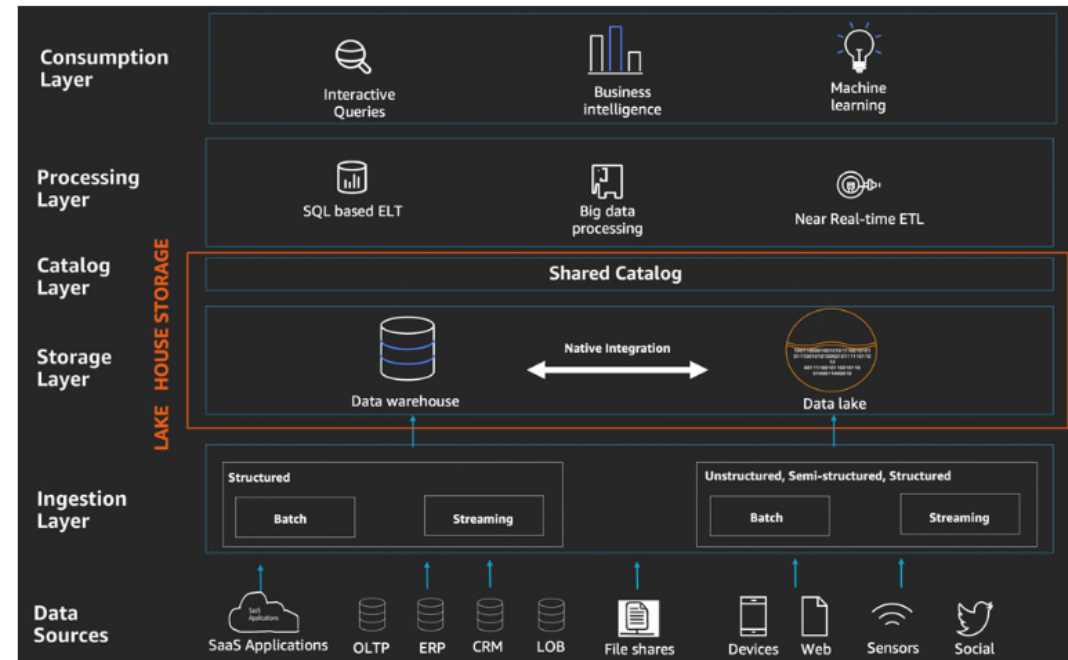 Consumption
Layer
Interactive
Queries
Business
intelligence
Machine
learning
Processing
Layer
SQL based ELT
Big data
processing
Near Real-time ETL
LAKE HOUSE STORAGE
Catalog
Layer
Shared Catalog
Storage
Layer
Data warehouse
Native Integration
Data lake
Ingestion
Layer
Structured
Batch
Streaming
Unstructured, Semi-structured, Structured
Batch
Streaming
Data
Sources
SaaS
Applications
SaaS Applications
OLTP
ERP
CRM
LOB
File shares
Devices
Web
Sensors
Social